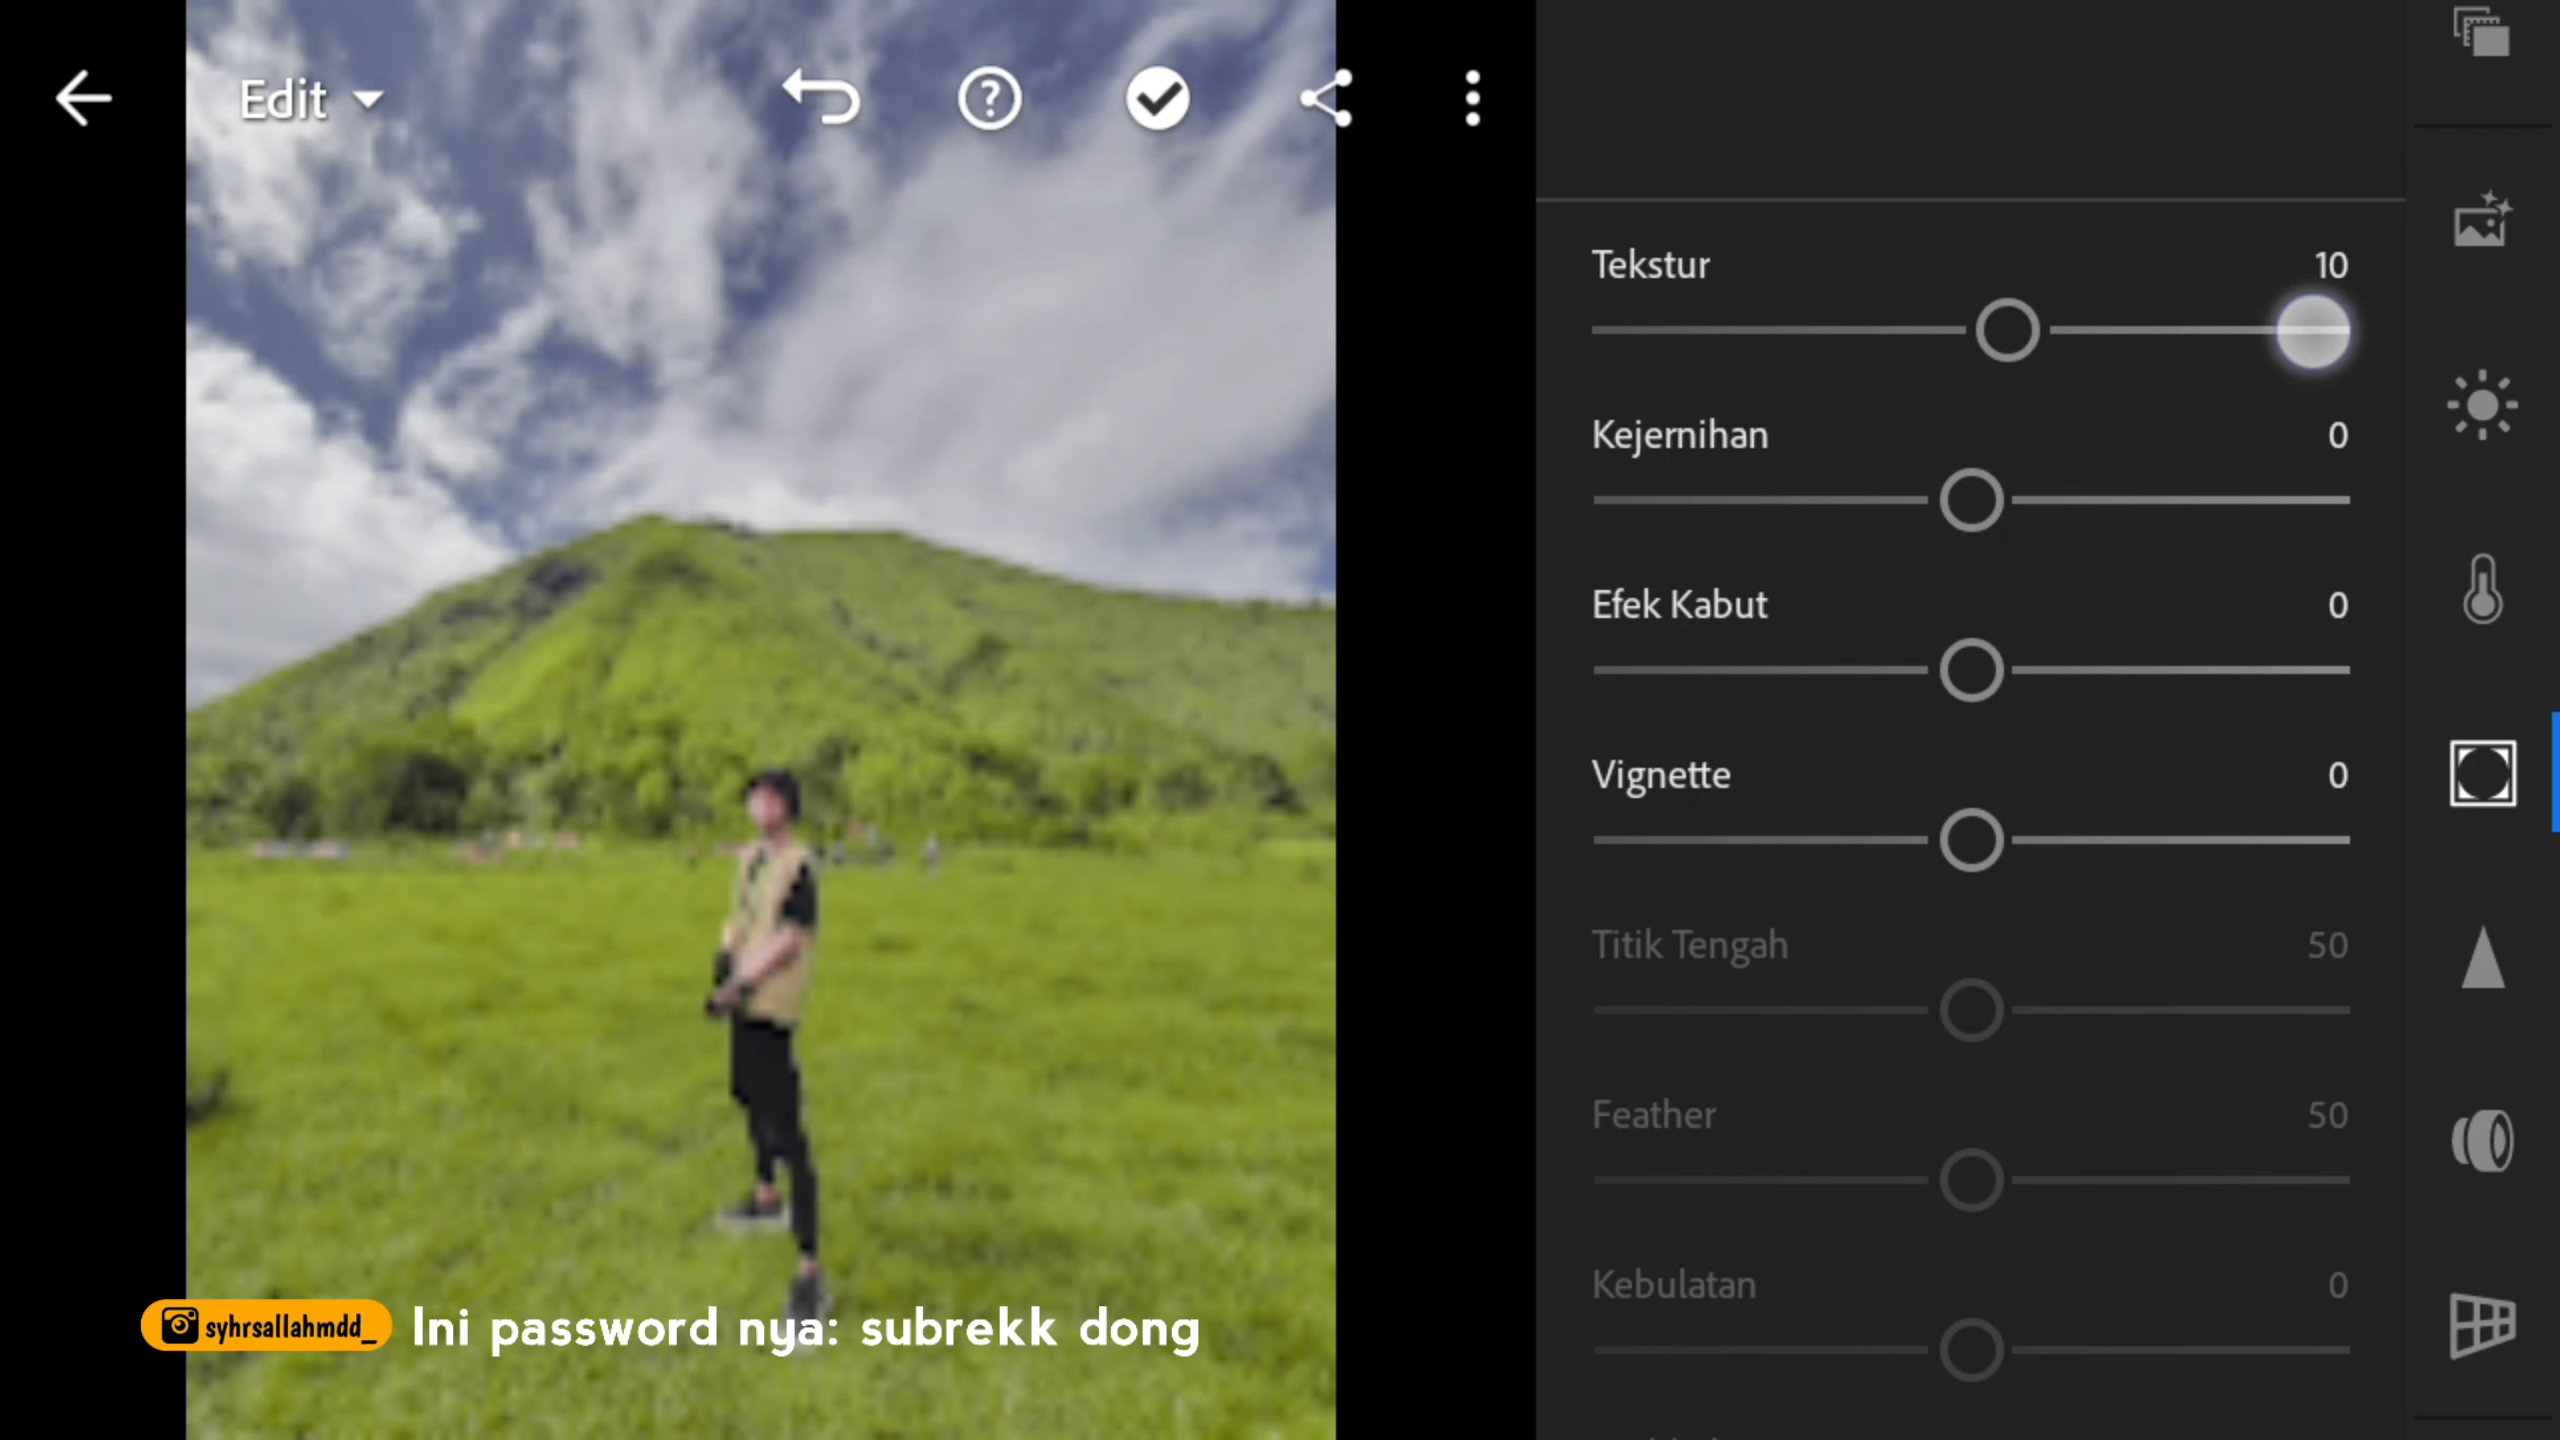 Edit
Tekstur 10
Kejernihan 0
Efek Kabut 0
Vignette 0
Titik Tengah 50
Feather 50
Kebulatan 0
syhrsallahmdd_ Ini password nya: subrekk dong